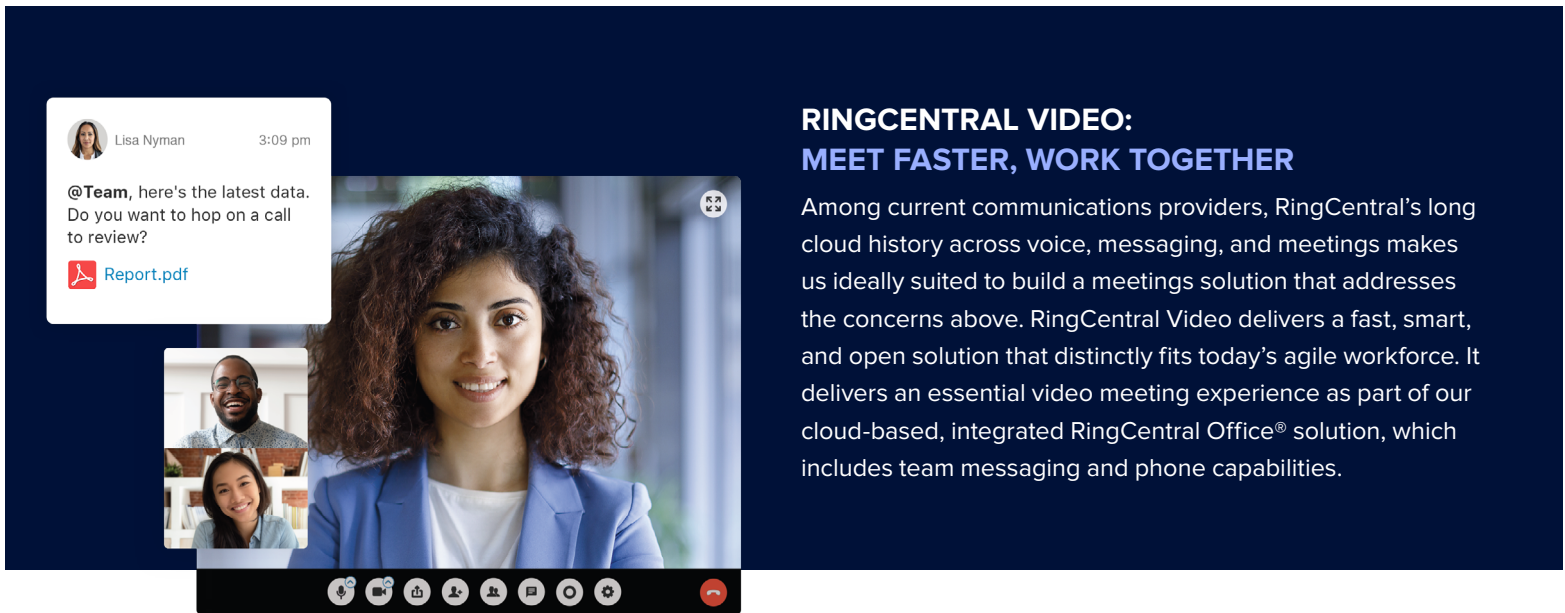 Lisa Nyman 3:09 pm
@Team, here's the latest data.
Do you want to hop on a call
to review?
Report.pdf
RINGCENTRAL VIDEO:
MEET FASTER, WORK TOGETHER
Among current communications providers, RingCentral’s long
cloud history across voice, messaging, and meetings makes
us ideally suited to build a meetings solution that addresses
the concerns above. RingCentral Video delivers a fast, smart,
and open solution that distinctly fits today’s agile workforce. It
delivers an essential video meeting experience as part of our
cloud-based, integrated RingCentral Office® solution, which
includes team messaging and phone capabilities.